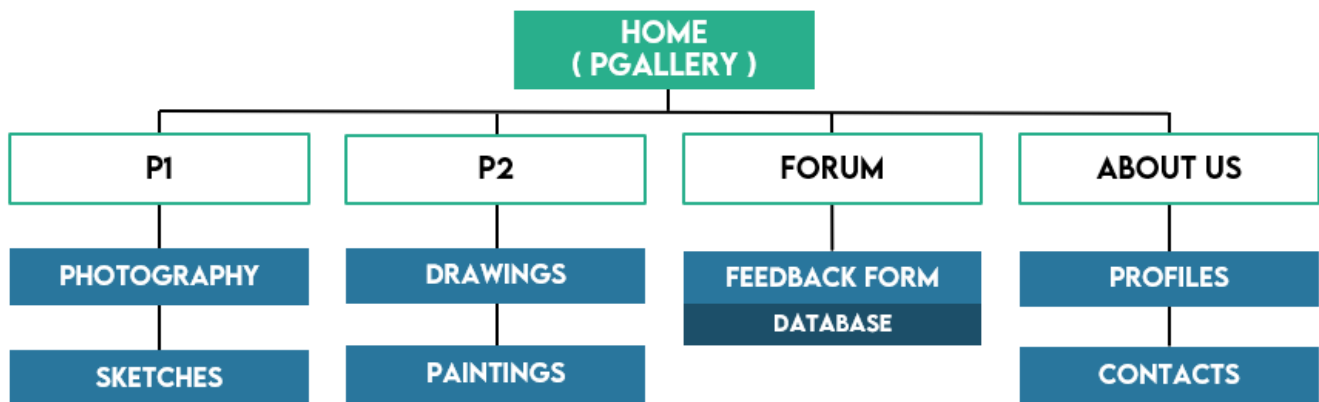 HOME
( PGALLERY )
P1
P2
FORUM
ABOUT US
PHOTOGRAPHY
DRAWINGS
FEEDBACK FORM
PROFILES
DATABASE
SKETCHES
PAINTINGS
CONTACTS